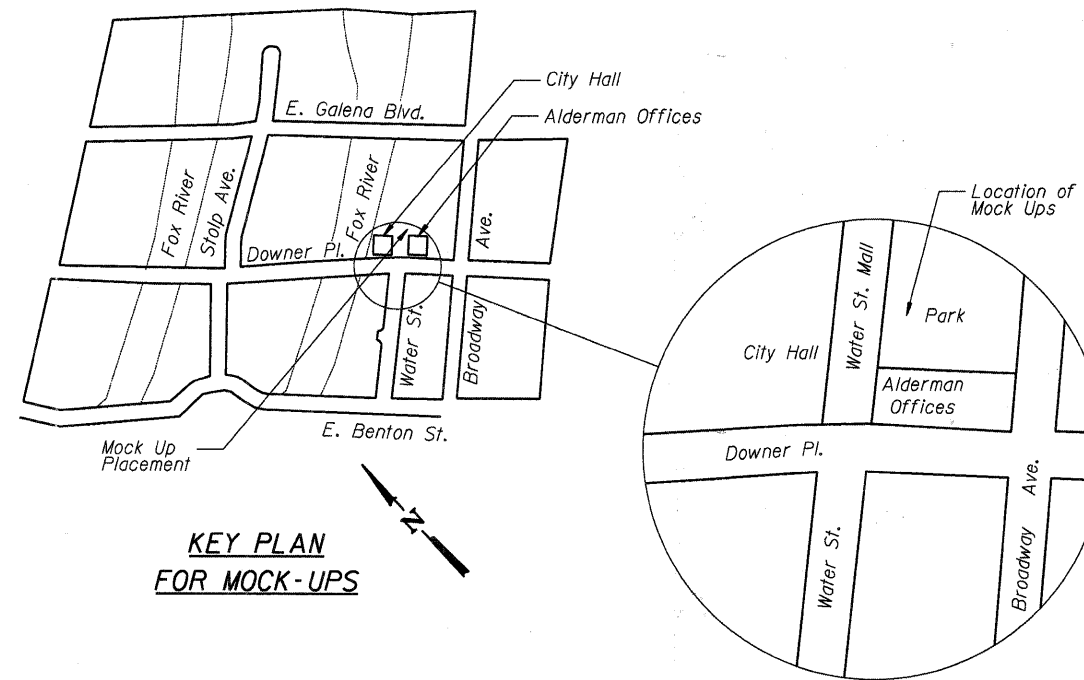 City Hall
E. Galena Blvd.
Alderman Offices
Fox River
Stolp Ave.
Fox River
Ave.
Downer Pl.
Water St.
Broadway
E. Benton St.
Mock Up
Placement
N
KEY PLAN
FOR MOCK-UPS
Location of
Mock Ups
Water St. Mall
Park
City Hall
Alderman
Offices
Downer Pl.
Water St.
Broadway Ave.